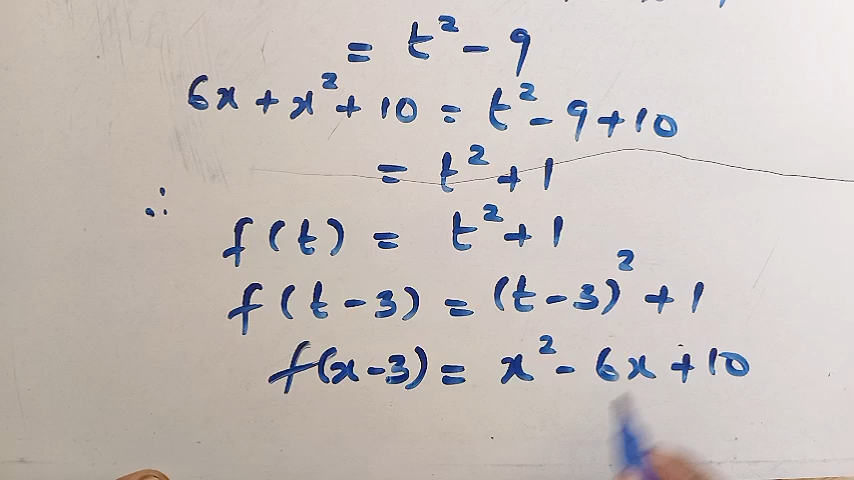 = t² - 9
6x + x² + 10 = t² - 9 + 10
= t² + 1
∴
f(t) = t² + 1
f(t - 3) = (t - 3)² + 1
f(x - 3) = x² - 6x + 10